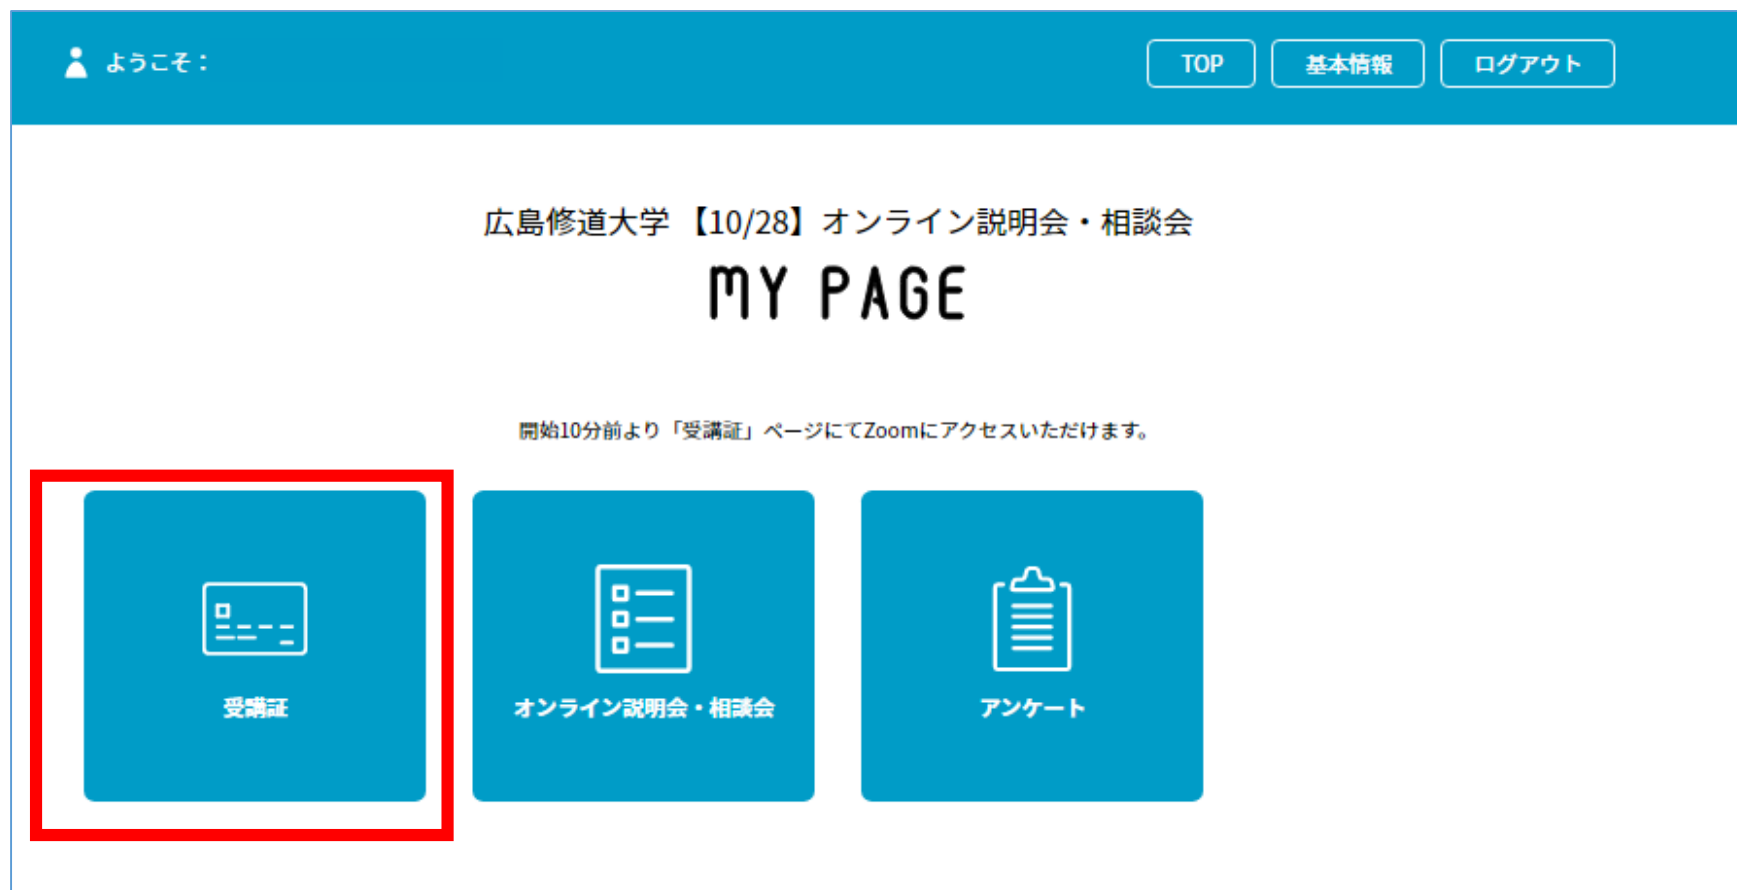 ようこそ：
TOP
基本情報
ログアウト
広島修道大学 【10/28】オンライン説明会・相談会
MY PAGE
開始10分前より「受講証」ページにてZoomにアクセスいただけます。
受講証
オンライン説明会・相談会
アンケート